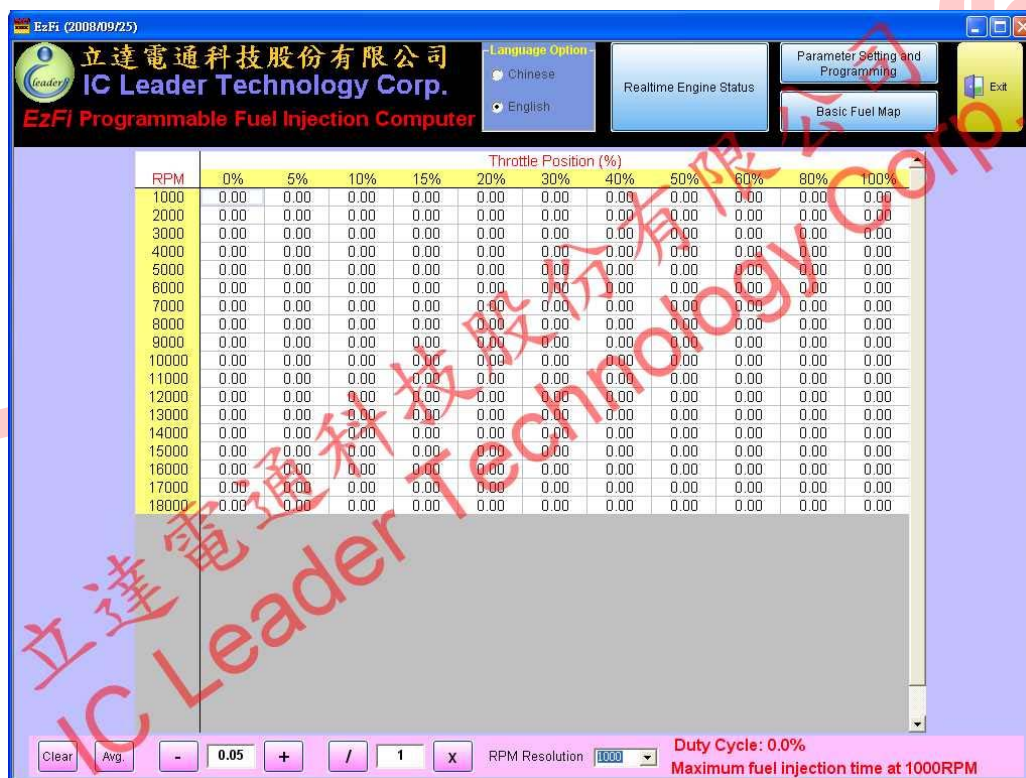 EzFi (2008/09/25)
立達電通科技股份有限公司
IC Leader Technology Corp.
EzFi Programmable Fuel Injection Computer
leader
Language Option
Chinese
English
Realtime Engine Status
Parameter Setting and Programming
Basic Fuel Map
Exit
Throttle Position (%)
RPM 0% 5% 10% 15% 20% 30% 40% 50% 60% 80% 100%
1000 0.00 0.00 0.00 0.00 0.00 0.00 0.00 0.00 0.00 0.00 0.00
2000 0.00 0.00 0.00 0.00 0.00 0.00 0.00 0.00 0.00 0.00 0.00
3000 0.00 0.00 0.00 0.00 0.00 0.00 0.00 0.00 0.00 0.00 0.00
4000 0.00 0.00 0.00 0.00 0.00 0.00 0.00 0.00 0.00 0.00 0.00
5000 0.00 0.00 0.00 0.00 0.00 0.00 0.00 0.00 0.00 0.00 0.00
6000 0.00 0.00 0.00 0.00 0.00 0.00 0.00 0.00 0.00 0.00 0.00
7000 0.00 0.00 0.00 0.00 0.00 0.00 0.00 0.00 0.00 0.00 0.00
8000 0.00 0.00 0.00 0.00 0.00 0.00 0.00 0.00 0.00 0.00 0.00
9000 0.00 0.00 0.00 0.00 0.00 0.00 0.00 0.00 0.00 0.00 0.00
10000 0.00 0.00 0.00 0.00 0.00 0.00 0.00 0.00 0.00 0.00 0.00
11000 0.00 0.00 0.00 0.00 0.00 0.00 0.00 0.00 0.00 0.00 0.00
12000 0.00 0.00 0.00 0.00 0.00 0.00 0.00 0.00 0.00 0.00 0.00
13000 0.00 0.00 0.00 0.00 0.00 0.00 0.00 0.00 0.00 0.00 0.00
14000 0.00 0.00 0.00 0.00 0.00 0.00 0.00 0.00 0.00 0.00 0.00
15000 0.00 0.00 0.00 0.00 0.00 0.00 0.00 0.00 0.00 0.00 0.00
16000 0.00 0.00 0.00 0.00 0.00 0.00 0.00 0.00 0.00 0.00 0.00
17000 0.00 0.00 0.00 0.00 0.00 0.00 0.00 0.00 0.00 0.00 0.00
18000 0.00 0.00 0.00 0.00 0.00 0.00 0.00 0.00 0.00 0.00 0.00
立達電通科技股份有限公司
IC Leader Technology Corp.
Clear Avg. - 0.05 + / 1 x RPM Resolution 1000
Duty Cycle: 0.0%
Maximum fuel injection time at 1000RPM